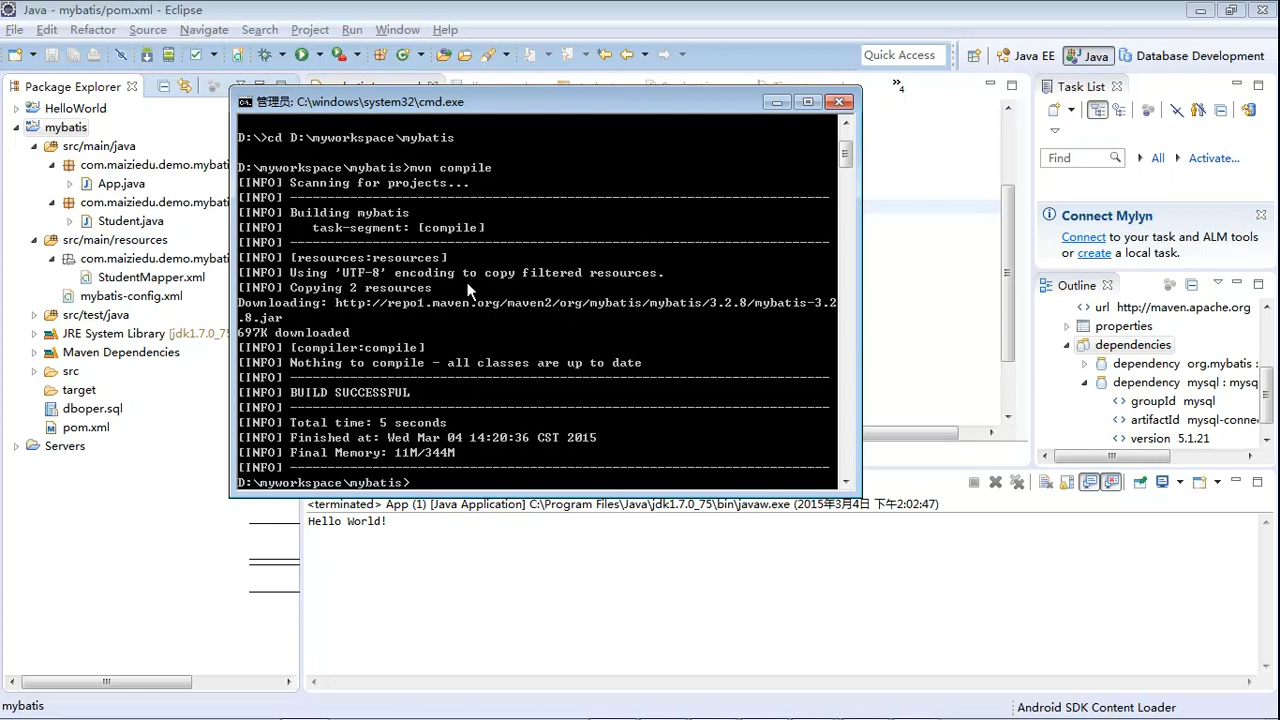 Java - mybatis/pom.xml - Eclipse
File Edit Refactor Source Navigate Search Project Run Window Help
Quick Access
Java EE
Java
Database Development
Package Explorer
4
Task List
HelloWorld
mybatis
src/main/java
com.maiziedu.demo.mybati
App.java
com.maiziedu.demo.mybati
Student.java
src/main/resources
com.maiziedu.demo.mybati
StudentMapper.xml
mybatis-config.xml
src/test/java
JRE System Library [jdk1.7.0_75
Maven Dependencies
src
target
dboper.sql
pom.xml
Servers
管理员: C:\windows\system32\cmd.exe
D:\>cd D:\myworkspace\mybatis
D:\myworkspace\mybatis>mvn compile
[INFO] Scanning for projects...
[INFO] ------------------------------------------------------------------------
[INFO] Building mybatis
[INFO]    task-segment: [compile]
[INFO] ------------------------------------------------------------------------
[INFO] [resources:resources]
[INFO] Using 'UTF-8' encoding to copy filtered resources.
[INFO] Copying 2 resources
Downloading: http://repo1.maven.org/maven2/org/mybatis/mybatis/3.2.8/mybatis-3.2
.8.jar
697K downloaded
[INFO] [compiler:compile]
[INFO] Nothing to compile - all classes are up to date
[INFO] ------------------------------------------------------------------------
[INFO] BUILD SUCCESSFUL
[INFO] ------------------------------------------------------------------------
[INFO] Total time: 5 seconds
[INFO] Finished at: Wed Mar 04 14:20:36 CST 2015
[INFO] Final Memory: 11M/344M
[INFO] ------------------------------------------------------------------------
D:\myworkspace\mybatis>
Find
All
Activate...
Connect Mylyn
Connect to your task and ALM tools
or create a local task.
Outline
url http://maven.apache.org
properties
dependencies
dependency org.mybatis
dependency mysql : mysq
groupId mysql
artifactId mysql-conne
version 5.1.21
<terminated> App (1) [Java Application] C:\Program Files\Java\jdk1.7.0_75\bin\javaw.exe (2015年3月4日 下午2:02:47)
Hello World!
mybatis
Android SDK Content Loader